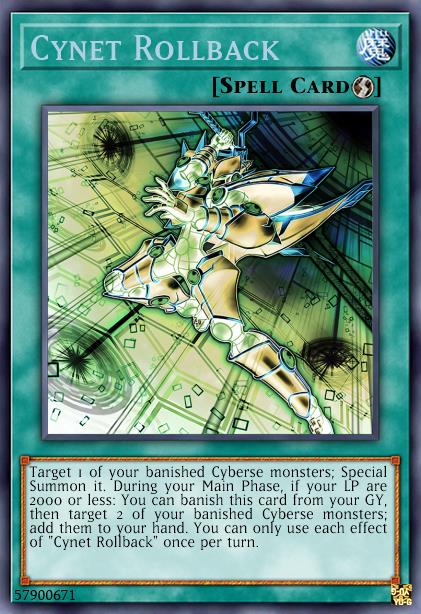 Cynet Rollback
魔
[Spell Card]
Target 1 of your banished Cyberse monsters; Special
Summon it. During your Main Phase, if your LP are
2000 or less: You can banish this card from your GY,
then target 2 of your banished Cyberse monsters;
add them to your hand. You can only use each effect
of "Cynet Rollback" once per turn.
57900671